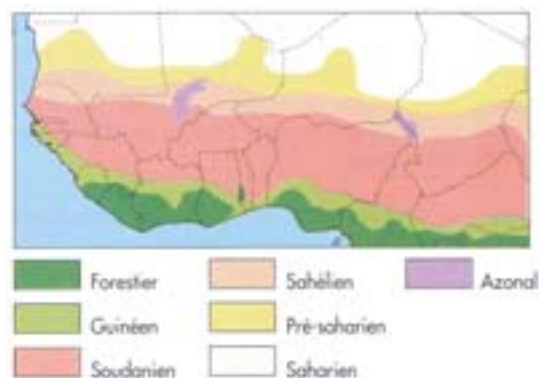 Forestier
Sahélien
Azonal
Guinéen
Pré-saharien
Soudanien
Saharien